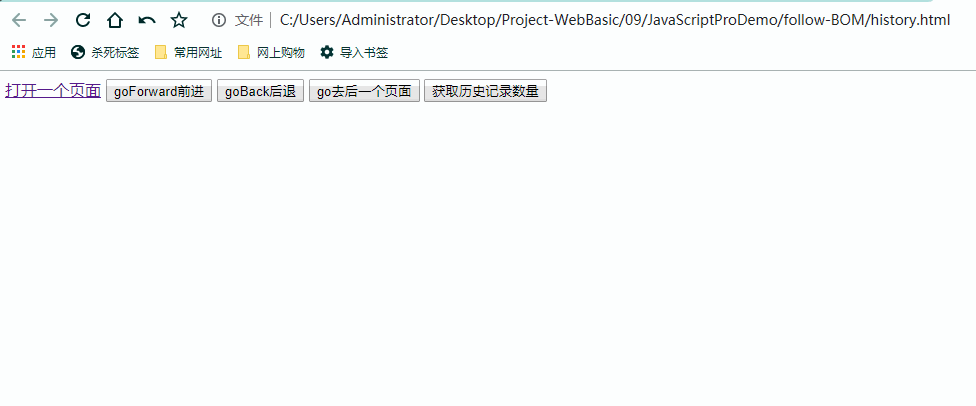 文件 C:/Users/Administrator/Desktop/Project-WebBasic/09/JavaScriptProDemo/follow-BOM/history.html
应用 杀死标签 常用网址 网上购物 导入书签
打开一个页面 goForward前进 goBack后退 go去后一个页面 获取历史记录数量